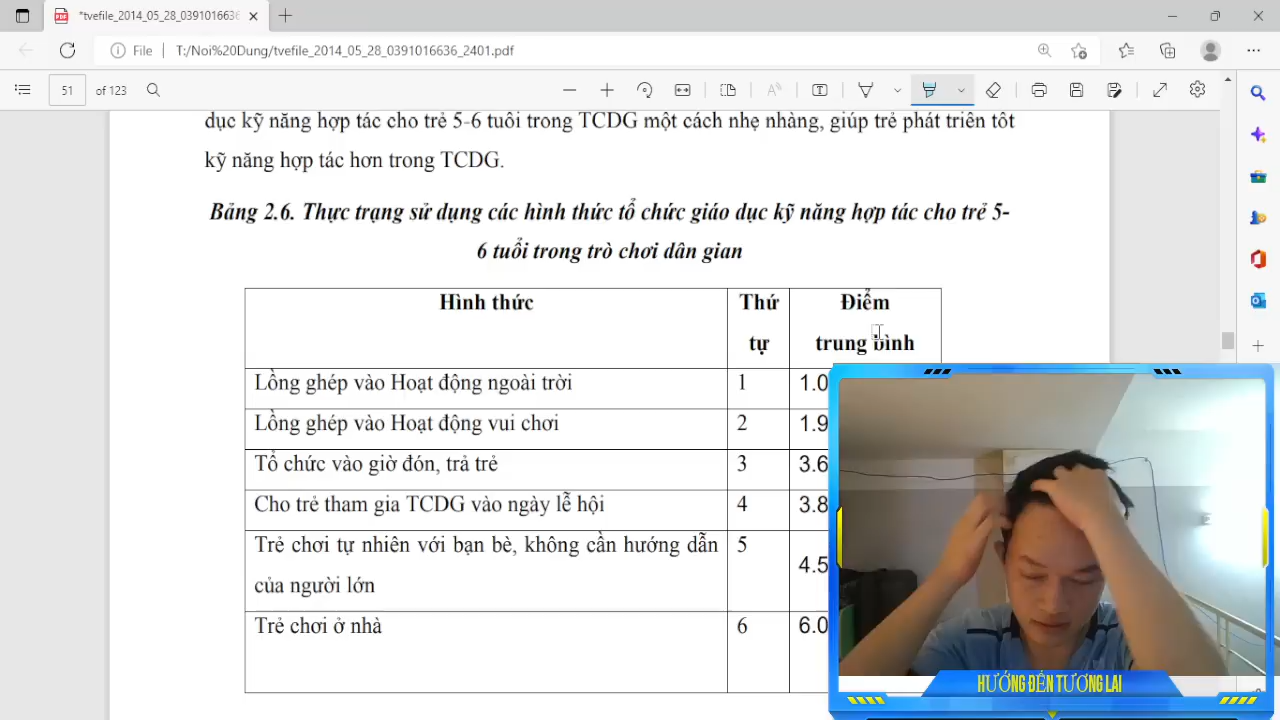 *tvefile_2014_05_28_0391016636
File
T:/Noi%20Dung/tvefile_2014_05_28_0391016636_2401.pdf
51 of 123
dục kỹ năng hợp tác cho trẻ 5-6 tuổi trong TCDG một cách nhẹ nhàng, giúp trẻ phát triển tốt
kỹ năng hợp tác hơn trong TCDG.
Bảng 2.6. Thực trạng sử dụng các hình thức tổ chức giáo dục kỹ năng hợp tác cho trẻ 5-
6 tuổi trong trò chơi dân gian
Hình thức Thứ tự Điểm trung bình
Lồng ghép vào Hoạt động ngoài trời 1 1.0
Lồng ghép vào Hoạt động vui chơi 2 1.9
Tổ chức vào giờ đón, trả trẻ 3 3.6
Cho trẻ tham gia TCDG vào ngày lễ hội 4 3.8
Trẻ chơi tự nhiên với bạn bè, không cần hướng dẫn 5 4.5
của người lớn
Trẻ chơi ở nhà 6 6.0
HƯỚNG ĐẾN TƯƠNG LAI